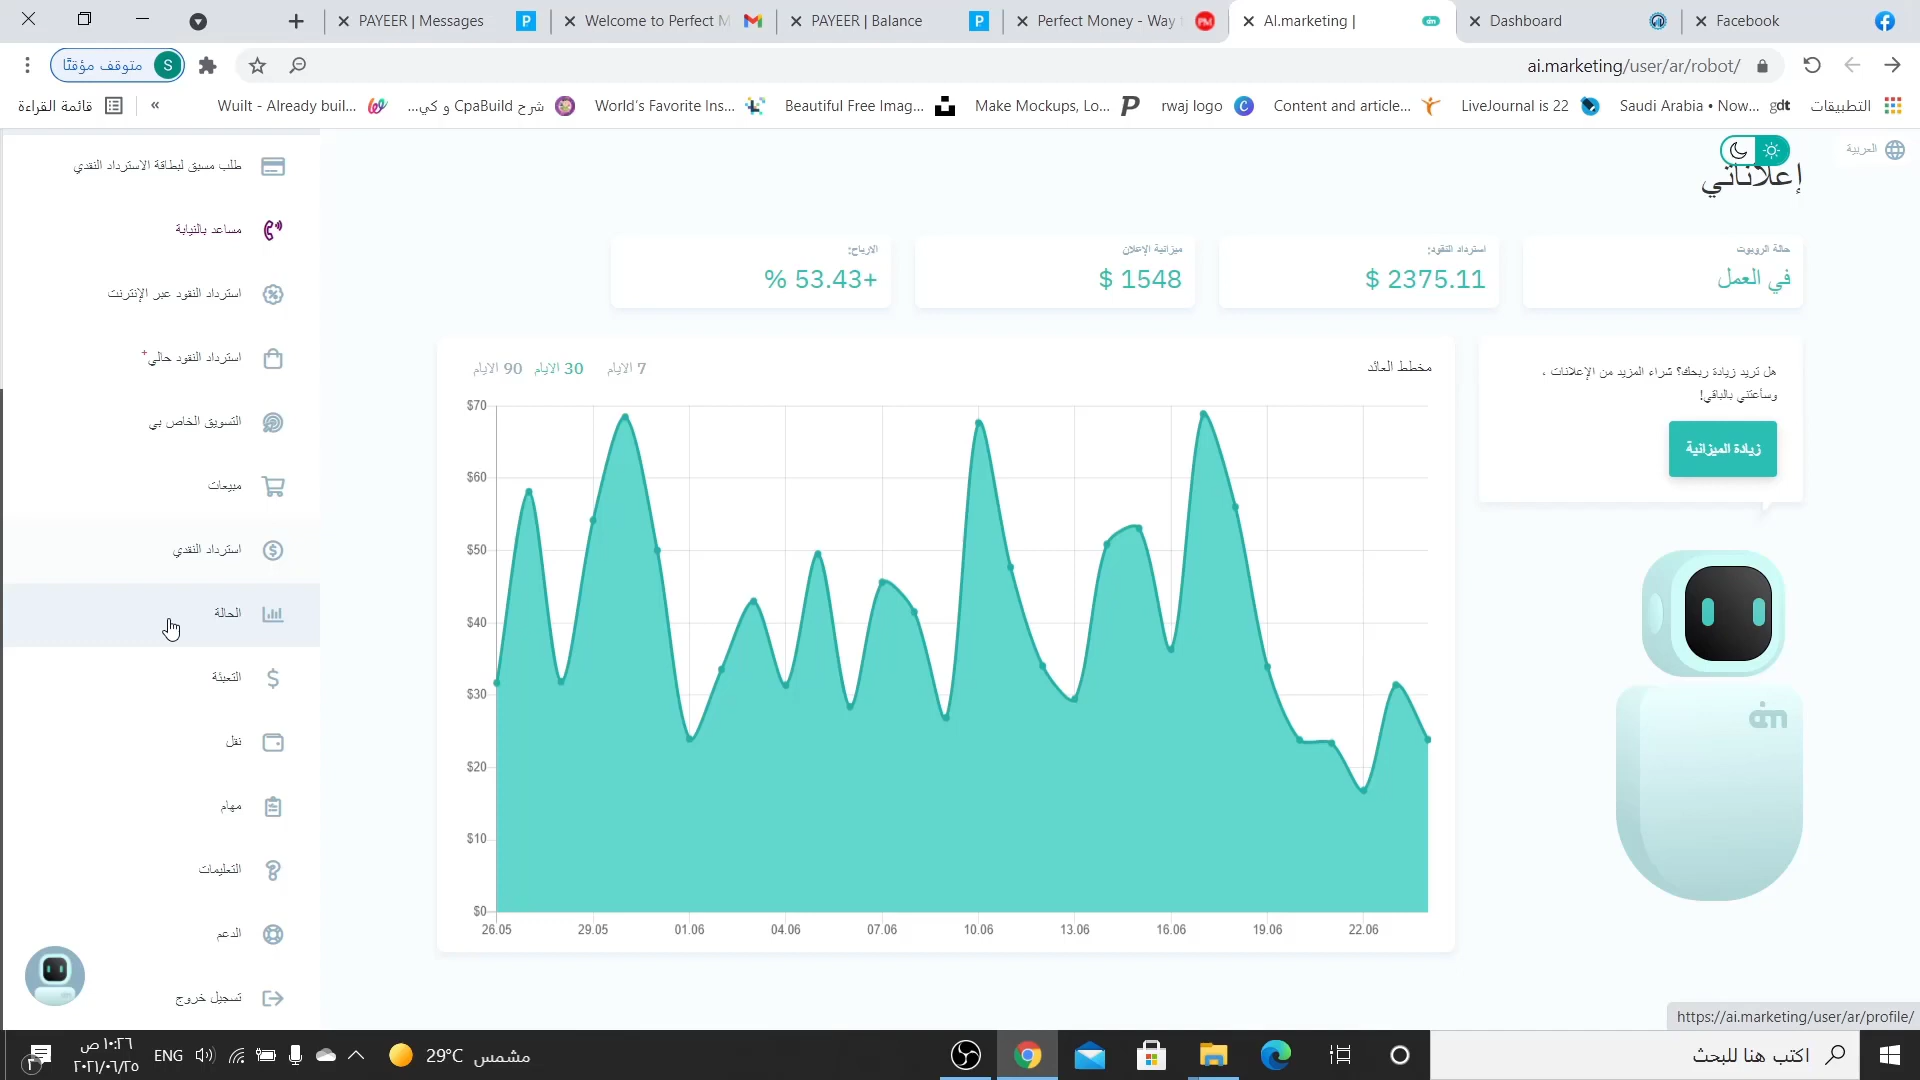 PAYEER | Messages
Welcome to Perfect M
PAYEER | Balance
Perfect Money - Way
AI.marketing |
Dashboard
Facebook
متوقف مؤقتًا
S
ai.marketing/user/ar/robot/
قائمة القراءة
»
Wuilt - Already buil...
شرح CpaBuild و كي...
World's Favorite Ins...
Beautiful Free Imag...
Make Mockups, Lo...
rwaj logo
Content and article...
LiveJournal is 22
Saudi Arabia • Now...
gdt
التطبيقات
العربية
إعلاناتي
حالة الروبوت
في العمل
استرداد النقود:
$ 2375.11
ميزانية الإعلان
$ 1548
الارباح:
+53.43 %
طلب مسبق لبطاقة الاسترداد النقدي
مساعد بالنيابة
استرداد النقود عبر الإنترنت
استرداد النقود حالي*
التسويق الخاص بي
مبيعات
استرداد النقدي
الحالة
التعبئة
نقل
مهام
التعليمات
الدعم
تسجيل خروج
مخطط العائد
7 الايام
30 الايام
90 الايام
$70
$60
$50
$40
$30
$20
$10
$0
26.05
29.05
01.06
04.06
07.06
10.06
13.06
16.06
19.06
22.06
هل تريد زيادة ربحك؟ شراء المزيد من الإعلانات ،
وسأعتني بالباقي!
زيادة الميزانية
https://ai.marketing/user/ar/profile/
١٠:٢٦ ص
٢٠٢١/٠٦/٢٥
ENG
29°C
مشمس
اكتب هنا للبحث